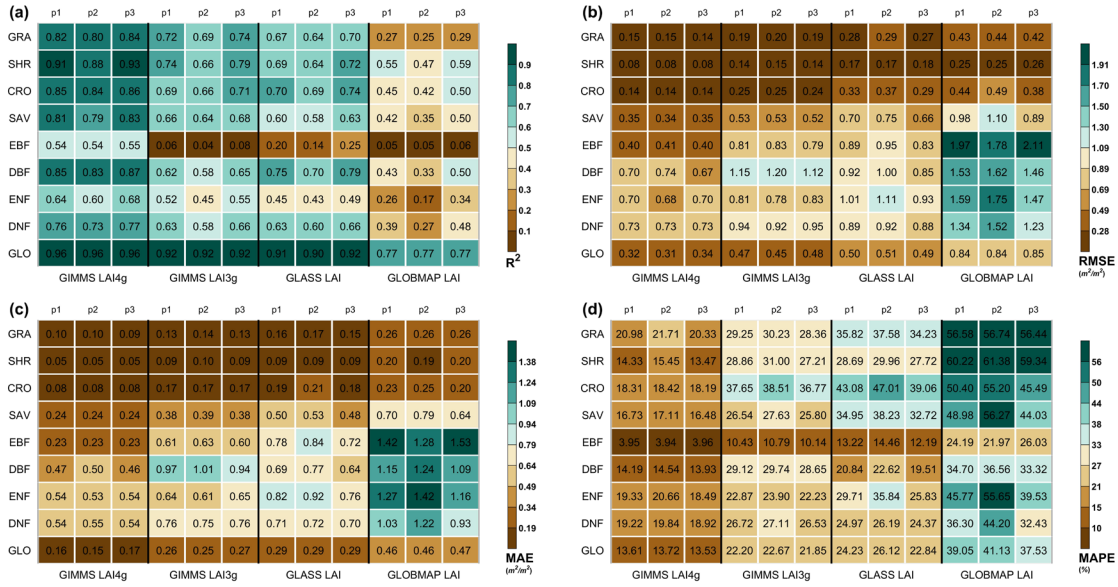 (a) p1 p2 p3 p1 p2 p3 p1 p2 p3 p1 p2 p3
GRA 0.82 0.80 0.84 0.72 0.69 0.74 0.67 0.64 0.70 0.27 0.25 0.29
SHR 0.91 0.88 0.93 0.74 0.66 0.79 0.69 0.64 0.72 0.55 0.47 0.59
CRO 0.85 0.84 0.86 0.69 0.66 0.71 0.70 0.69 0.74 0.45 0.42 0.50
SAV 0.81 0.79 0.83 0.66 0.64 0.68 0.60 0.58 0.63 0.42 0.35 0.50
EBF 0.54 0.54 0.55 0.06 0.04 0.08 0.20 0.14 0.25 0.05 0.05 0.06
DBF 0.85 0.83 0.87 0.62 0.58 0.65 0.75 0.70 0.79 0.43 0.33 0.50
ENF 0.64 0.60 0.68 0.52 0.45 0.55 0.45 0.43 0.49 0.26 0.17 0.34
DNF 0.76 0.73 0.77 0.63 0.58 0.66 0.63 0.60 0.66 0.39 0.27 0.48
GLO 0.96 0.96 0.96 0.92 0.92 0.92 0.91 0.90 0.92 0.77 0.77 0.77
GIMMS LAI4g GIMMS LAI3g GLASS LAI GLOBMAP LAI
0.9
0.8
0.7
0.6
0.5
0.4
0.3
0.2
0.1
R2
(b) p1 p2 p3 p1 p2 p3 p1 p2 p3 p1 p2 p3
GRA 0.15 0.15 0.14 0.19 0.19 0.19 0.28 0.29 0.27 0.43 0.44 0.42
SHR 0.08 0.08 0.08 0.14 0.15 0.14 0.17 0.17 0.18 0.25 0.25 0.26
CRO 0.14 0.14 0.14 0.25 0.25 0.24 0.33 0.37 0.29 0.44 0.49 0.38
SAV 0.35 0.34 0.35 0.53 0.53 0.52 0.70 0.75 0.66 0.98 1.10 0.89
EBF 0.40 0.41 0.40 0.81 0.83 0.79 0.89 0.95 0.83 1.97 1.78 2.11
DBF 0.70 0.74 0.67 1.15 1.20 1.12 0.92 1.00 0.85 1.53 1.62 1.46
ENF 0.70 0.68 0.70 0.81 0.78 0.83 1.01 1.11 0.93 1.59 1.75 1.47
DNF 0.73 0.73 0.73 0.94 0.92 0.95 0.89 0.92 0.88 1.34 1.52 1.23
GLO 0.32 0.31 0.34 0.47 0.45 0.48 0.50 0.51 0.49 0.84 0.84 0.85
GIMMS LAI4g GIMMS LAI3g GLASS LAI GLOBMAP LAI
1.91
1.70
1.50
1.30
1.09
0.89
0.69
0.49
0.28
RMSE
(m2/m2)
(c) p1 p2 p3 p1 p2 p3 p1 p2 p3 p1 p2 p3
GRA 0.10 0.10 0.09 0.13 0.14 0.13 0.16 0.17 0.15 0.26 0.26 0.26
SHR 0.05 0.05 0.05 0.09 0.10 0.09 0.09 0.09 0.09 0.20 0.19 0.20
CRO 0.08 0.08 0.08 0.17 0.17 0.17 0.19 0.21 0.18 0.23 0.25 0.20
SAV 0.24 0.24 0.24 0.38 0.39 0.38 0.50 0.53 0.48 0.70 0.79 0.64
EBF 0.23 0.23 0.23 0.61 0.63 0.60 0.78 0.84 0.72 1.42 1.28 1.53
DBF 0.47 0.50 0.46 0.97 1.01 0.94 0.69 0.77 0.64 1.15 1.24 1.09
ENF 0.54 0.53 0.54 0.64 0.61 0.65 0.82 0.92 0.76 1.27 1.42 1.16
DNF 0.54 0.55 0.54 0.76 0.75 0.76 0.71 0.72 0.70 1.03 1.22 0.93
GLO 0.16 0.15 0.17 0.26 0.25 0.27 0.29 0.29 0.29 0.46 0.46 0.47
GIMMS LAI4g GIMMS LAI3g GLASS LAI GLOBMAP LAI
1.38
1.24
1.09
0.94
0.79
0.64
0.49
0.34
0.19
MAE
(m2/m2)
(d) p1 p2 p3 p1 p2 p3 p1 p2 p3 p1 p2 p3
GRA 20.98 21.71 20.33 29.25 30.23 28.36 35.82 37.58 34.23 56.58 56.74 56.44
SHR 14.33 15.45 13.47 28.86 31.00 27.21 28.69 29.96 27.72 60.22 61.38 59.34
CRO 18.31 18.42 18.19 37.65 38.51 36.77 43.08 47.01 39.06 50.40 55.20 45.49
SAV 16.73 17.11 16.48 26.54 27.63 25.80 34.95 38.23 32.72 48.98 56.27 44.03
EBF 3.95 3.94 3.96 10.43 10.79 10.14 13.22 14.46 12.19 24.19 21.97 26.03
DBF 14.19 14.54 13.93 29.12 29.74 28.65 20.84 22.62 19.51 34.70 36.56 33.32
ENF 19.33 20.66 18.49 22.87 23.90 22.23 29.71 35.84 25.83 45.77 55.65 39.53
DNF 19.22 19.84 18.92 26.72 27.11 26.53 24.97 26.19 24.37 36.30 44.20 32.43
GLO 13.61 13.72 13.53 22.20 22.67 21.85 24.23 26.12 22.84 39.05 41.13 37.53
GIMMS LAI4g GIMMS LAI3g GLASS LAI GLOBMAP LAI
56
50
44
38
33
27
21
15
10
MAPE
(%)